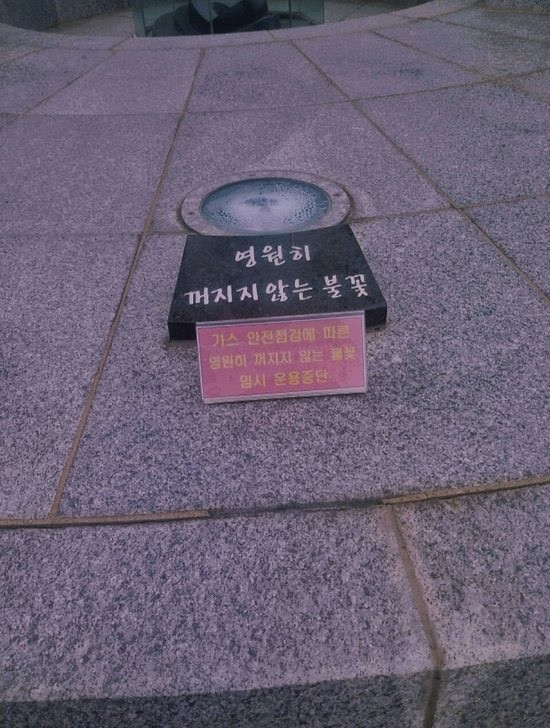 영원히
꺼지지 않는 불꽃
가스 안전점검에 따른
영원히 꺼지지 않는 불꽃
임시 운용중단